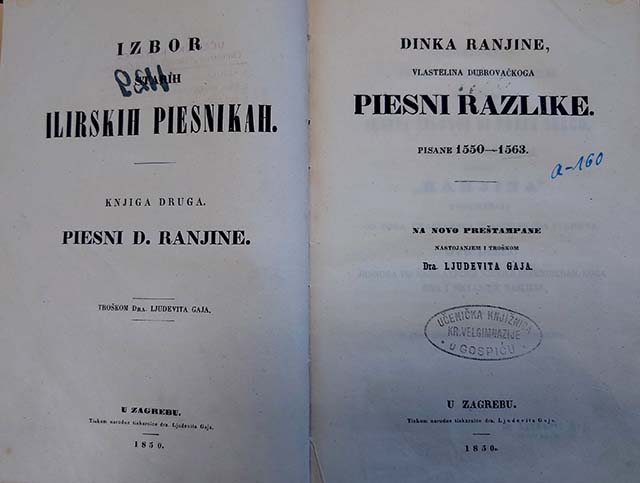 IZBOR
STARIH
ILIRSKIH PIESNIKAH.
KNJIGA DRUGA.
PIESNI D. RANJINE.
TROŠKOM DRA. LJUDEVITA GAJA.
U ZAGREBU.
Tiskom narodne tiskarnice dra. Ljudevita Gaja.
1850.
DINKA RANJINE,
VLASTELINA DUBROVAČKOGA
PIESNI RAZLIKE.
PISANE 1550—1563.
a-160
NA NOVO PREŠTAMPANE
NASTOJANJEM I TROŠKOM
Dra. LJUDEVITA GAJA.
UČENIČKA KNJIŽNICA
KR. VELGIMNAZIJE
U GOSPIĆU
U ZAGREBU.
Tiskom narodne tiskarnice dra. Ljudevita Gaja.
1850.